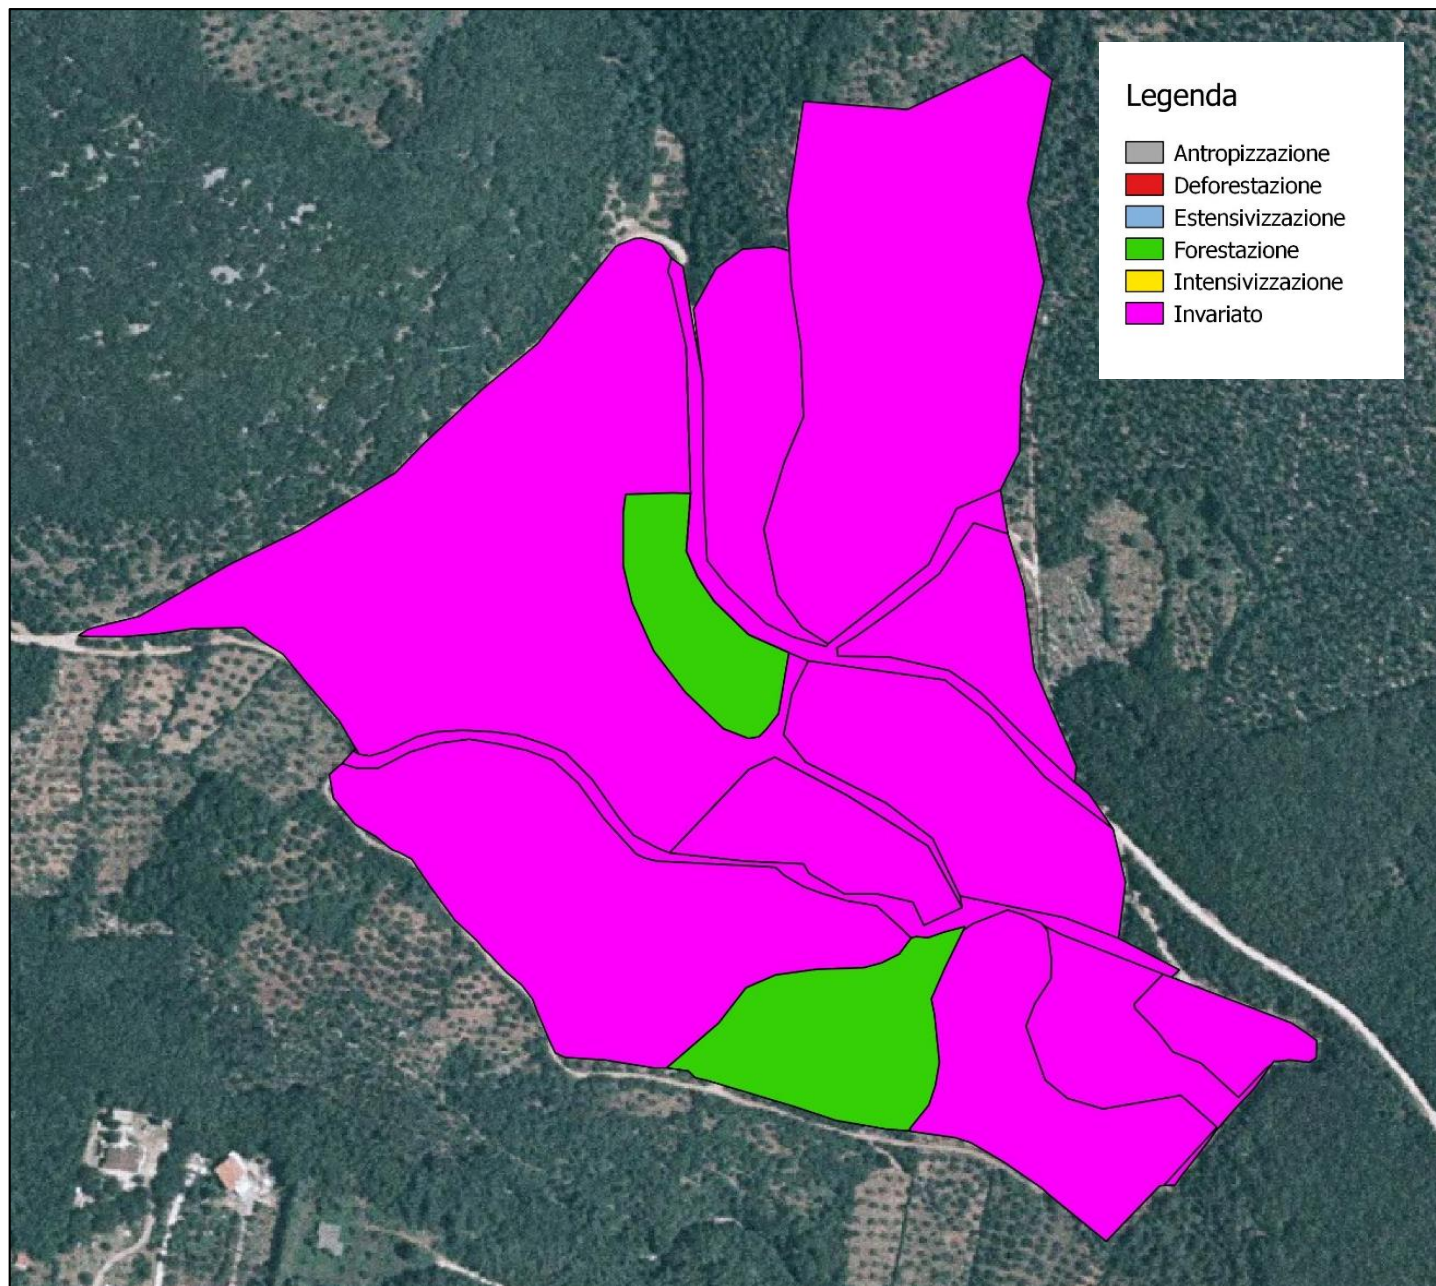 Legenda
Antropizzazione
Deforestazione
Estensivizzazione
Forestazione
Intensivizzazione
Invariato